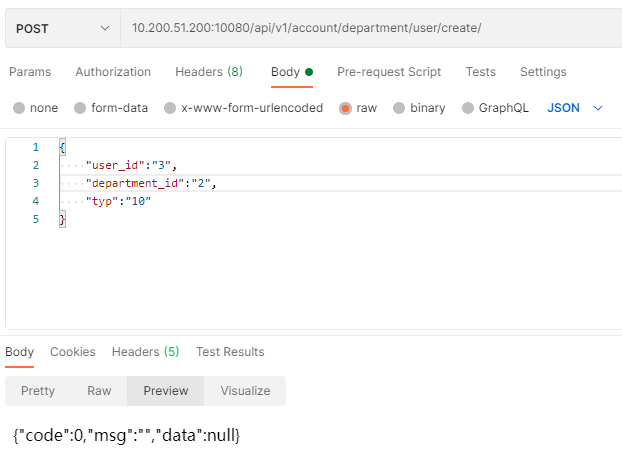 POST 10.200.51.200:10080/api/v1/account/department/user/create/
Params Authorization Headers (8) Body Pre-request Script Tests Settings
none form-data x-www-form-urlencoded raw binary GraphQL JSON
1 {
2 "user_id":"3",
3 "department_id":"2",
4 "typ":"10"
5 }
Body Cookies Headers (5) Test Results
Pretty Raw Preview Visualize
{"code":0,"msg":"","data":null}